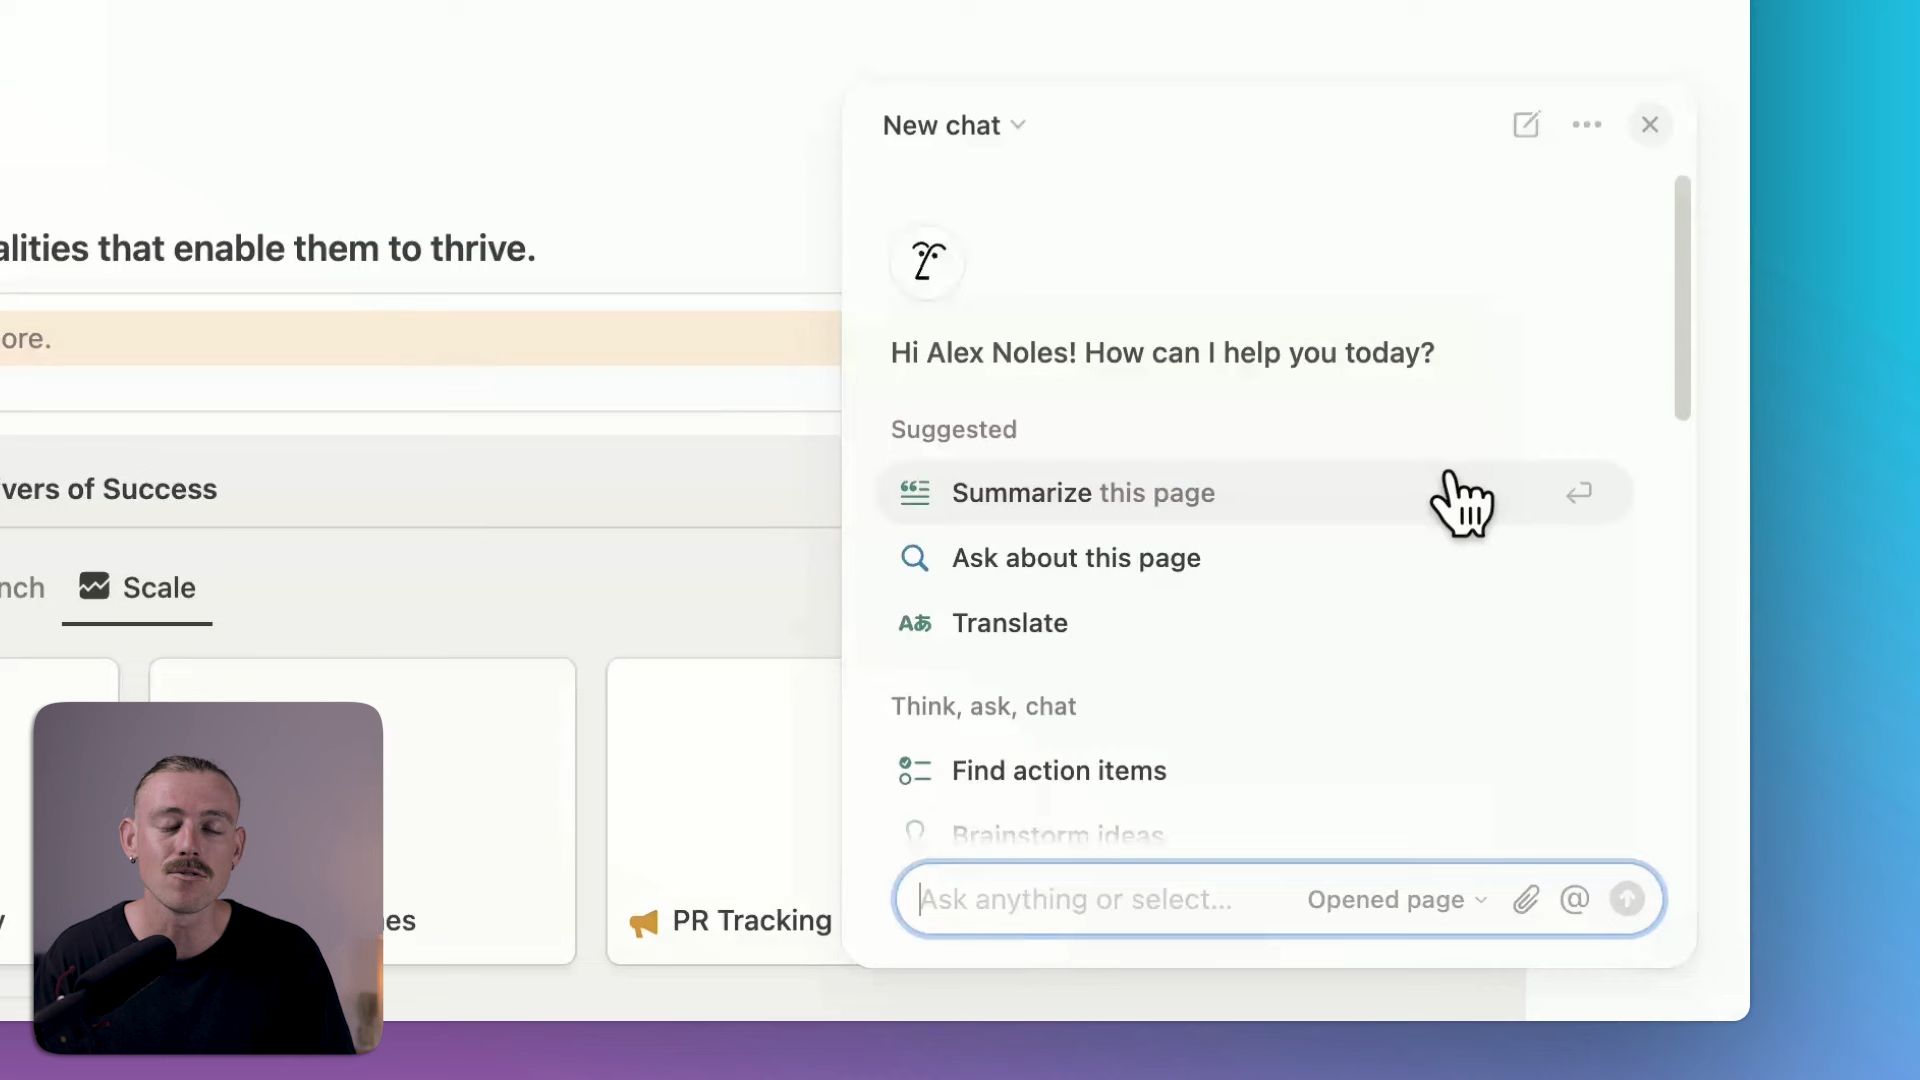 New chat
alities that enable them to thrive.
ore.
Hi Alex Noles! How can I help you today?
Suggested
vers of Success
Summarize this page
Ask about this page
nch
Scale
Translate
Think, ask, chat
Find action items
Brainstorm ideas
Ask anything or select...
Opened page
es
PR Tracking